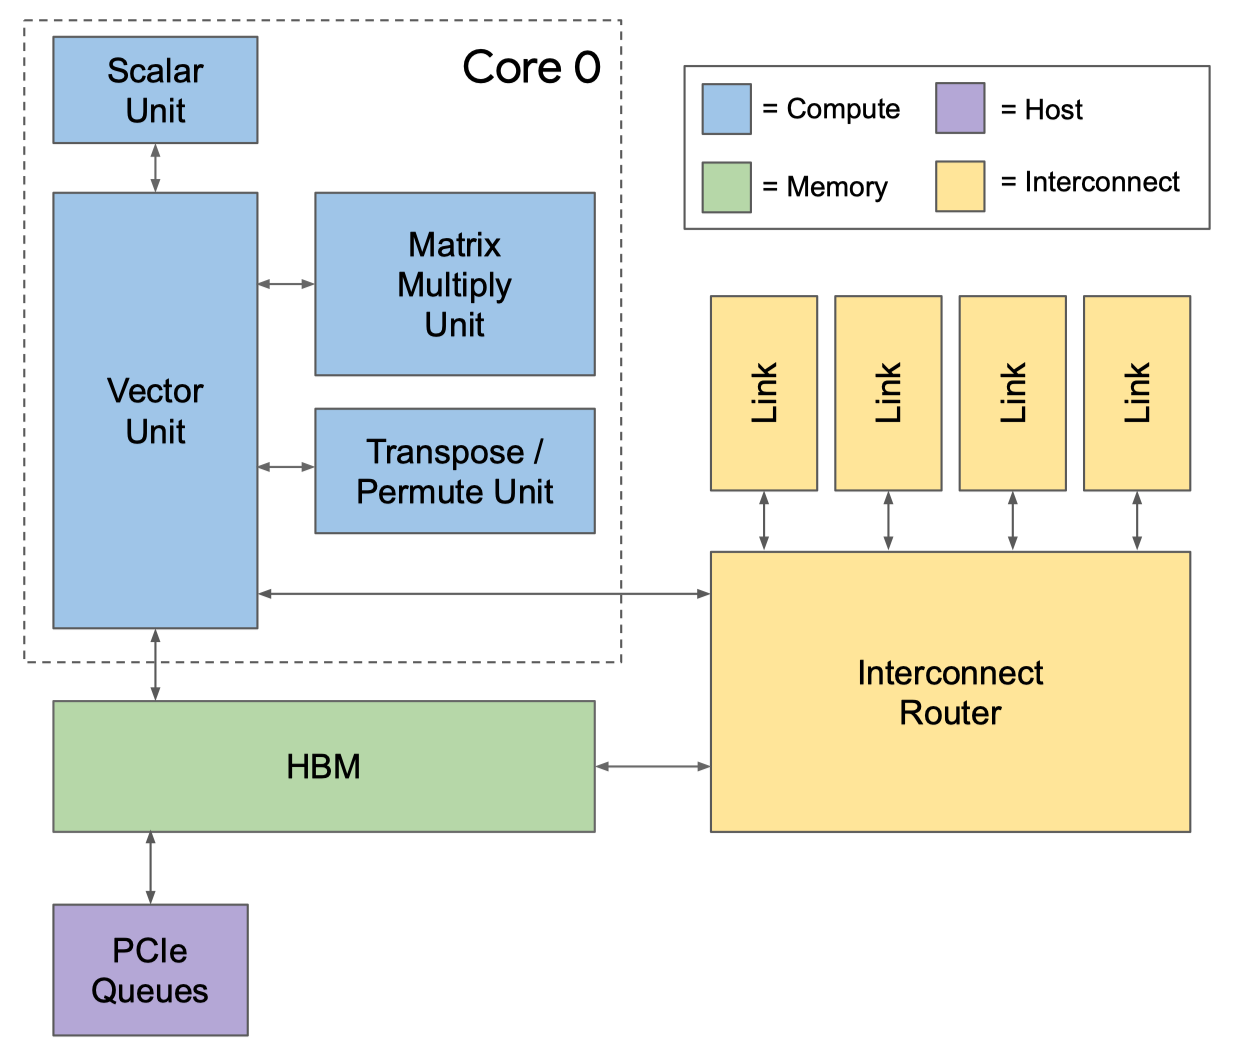 Core 0
Scalar
Unit
Vector
Unit
Matrix
Multiply
Unit
Transpose /
Permute Unit
HBM
PCIe
Queues
= Compute
= Host
= Memory
= Interconnect
Link
Link
Link
Link
Interconnect
Router